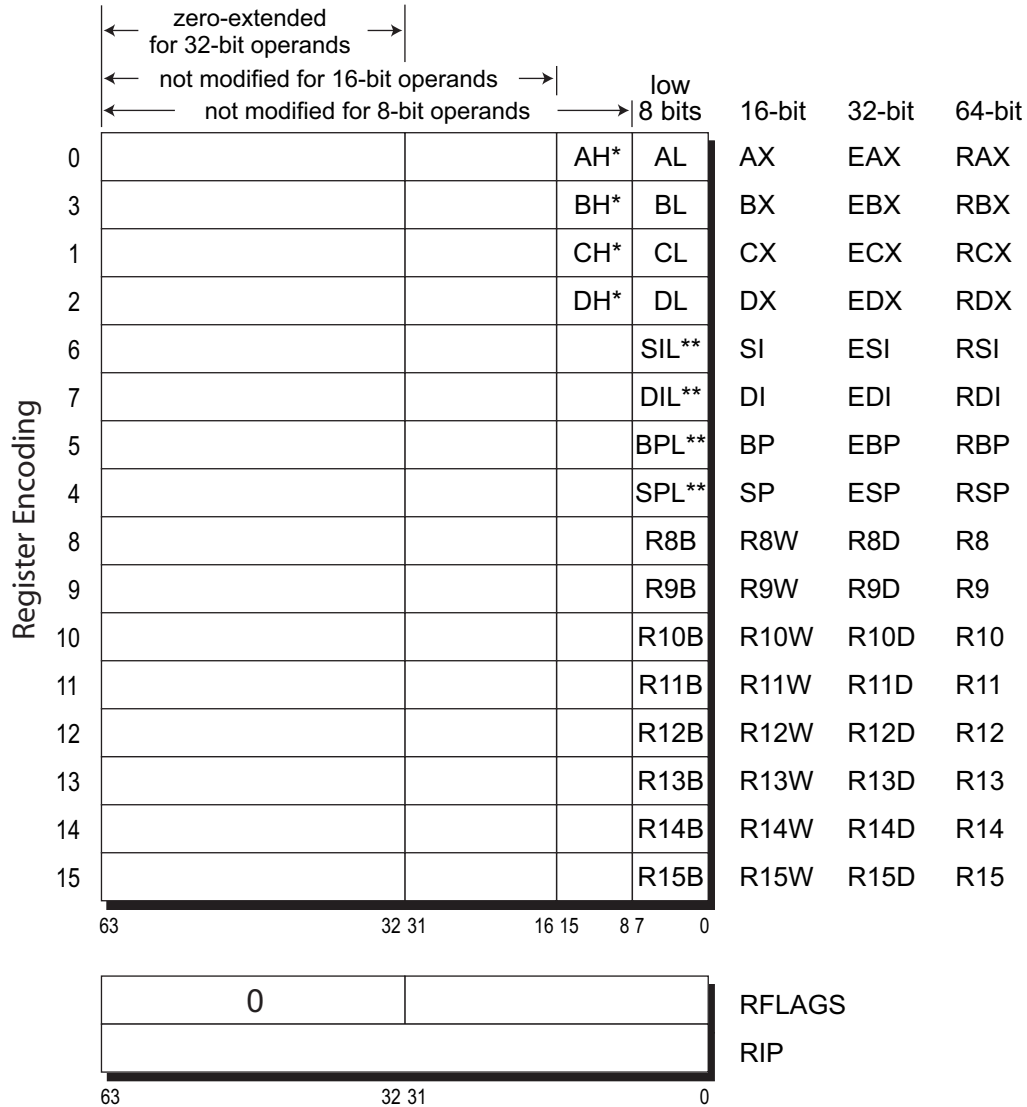 zero-extended
for 32-bit operands
not modified for 16-bit operands
low
not modified for 8-bit operands 8 bits 16-bit 32-bit 64-bit
Register Encoding
0 AH* AL AX EAX RAX
3 BH* BL BX EBX RBX
1 CH* CL CX ECX RCX
2 DH* DL DX EDX RDX
6 SIL** SI ESI RSI
7 DIL** DI EDI RDI
5 BPL** BP EBP RBP
4 SPL** SP ESP RSP
8 R8B R8W R8D R8
9 R9B R9W R9D R9
10 R10B R10W R10D R10
11 R11B R11W R11D R11
12 R12B R12W R12D R12
13 R13B R13W R13D R13
14 R14B R14W R14D R14
15 R15B R15W R15D R15
63 32 31 16 15 8 7 0
0 RFLAGS
RIP
63 32 31 0